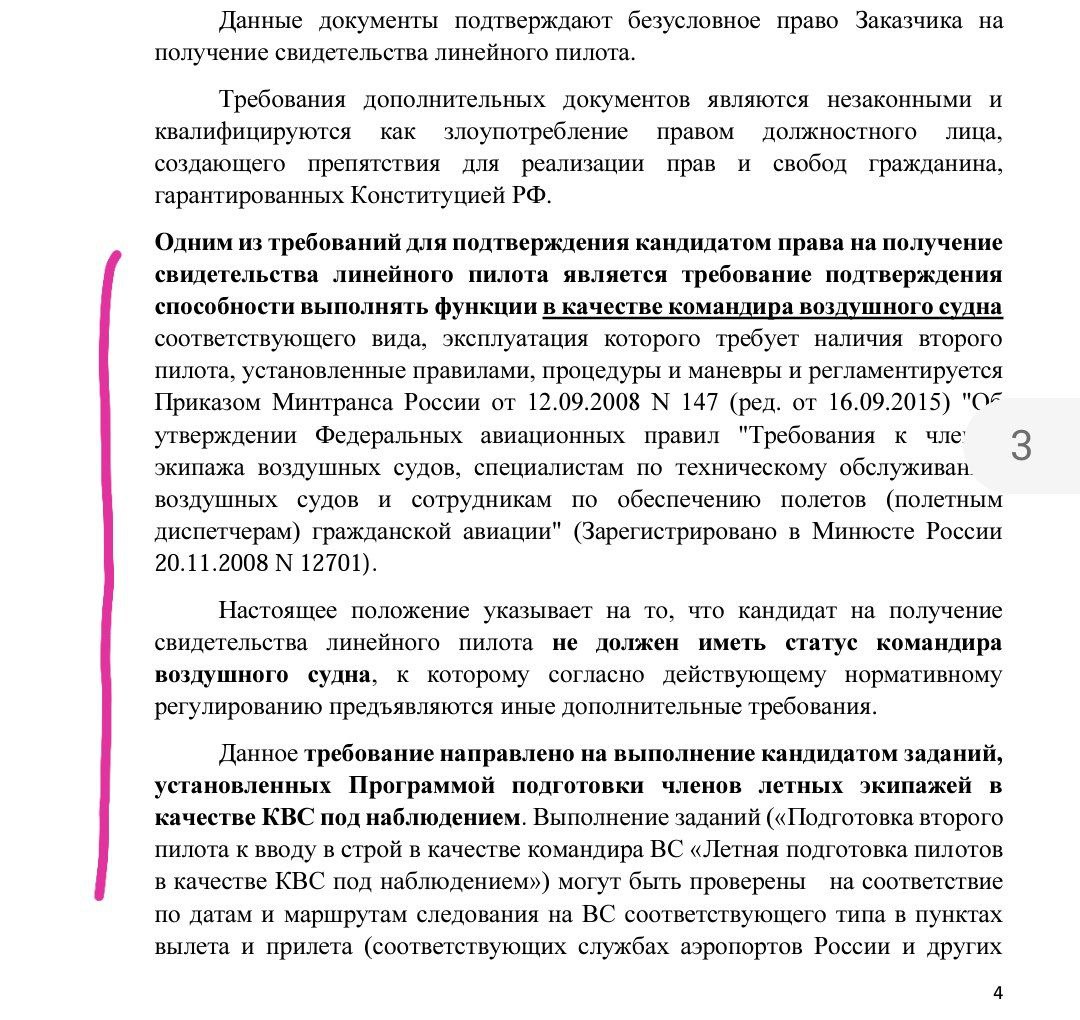 Данные документы подтверждают безусловное право Заказчика на
получение свидетельства линейного пилота.
Требования дополнительных документов являются незаконными и
квалифицируются как злоупотребление правом должностного лица,
создающего препятствия для реализации прав и свобод гражданина,
гарантированных Конституцией РФ.
Одним из требований для подтверждения кандидатом права на получение
свидетельства линейного пилота является требование подтверждения
способности выполнять функции в качестве командира воздушного судна
соответствующего вида, эксплуатация которого требует наличия второго
пилота, установленные правилами, процедуры и маневры и регламентируется
Приказом Минтранса России от 12.09.2008 N 147 (ред. от 16.09.2015) "Об
утверждении Федеральных авиационных правил "Требования к
экипажа воздушных судов, специалистам по техническому
воздушных судов и сотрудникам по обеспечению полетов (полетным
диспетчерам) гражданской авиации" (Зарегистрировано в Минюсте России
20.11.2008 N 12701).
3
Настоящее положение указывает на то, что кандидат на получение
свидетельства линейного пилота не должен иметь статус командира
воздушного судна, к которому согласно действующему нормативному
регулированию предъявляются иные дополнительные требования.
Данное требование направлено на выполнение кандидатом заданий,
установленных Программой подготовки членов летных экипажей в
качестве КВС под наблюдением. Выполнение заданий («Подготовка второго
пилота к вводу в строй в качестве командира ВС «Летная подготовка пилотов
в качестве КВС под наблюдением») могут быть проверены на соответствие
по датам и маршрутам следования на ВС соответствующего типа в пунктах
вылета и прилета (соответствующих службах аэропортов России и других
4